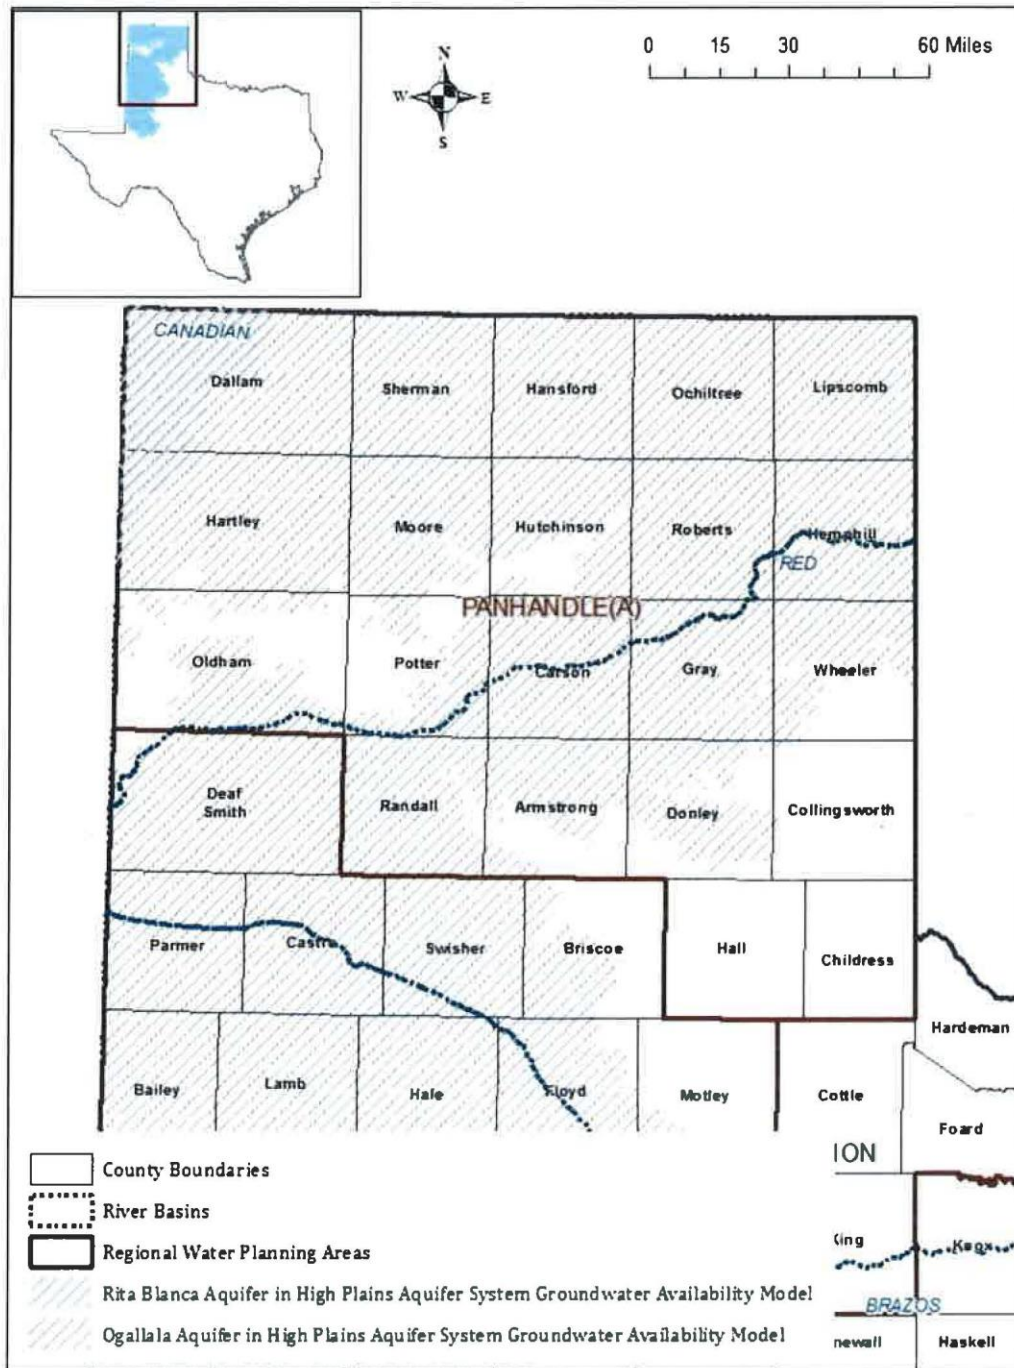 N
W E
S
0 15 30 60 Miles
CANADIAN
Dallam Sherman Hansford Ochiltree Lipscomb
Hartley Moore Hutchinson Roberts Hemphill
RED
PANHANDLE(A)
Oldham Potter Carson Gray Wheeler
Deaf
Smith Randall Armstrong Donley Collingsworth
Parmer Castro Swisher Briscoe Hall Childress
Hardeman
Bailey Lamb Hale Floyd Motley Cottle
Foard
ION
County Boundaries
River Basins
Regional Water Planning Areas
King Knox
Rita Blanca Aquifer in High Plains Aquifer System Groundwater Availability Model
BRAZOS
Ogallala Aquifer in High Plains Aquifer System Groundwater Availability Model
newall Haskell